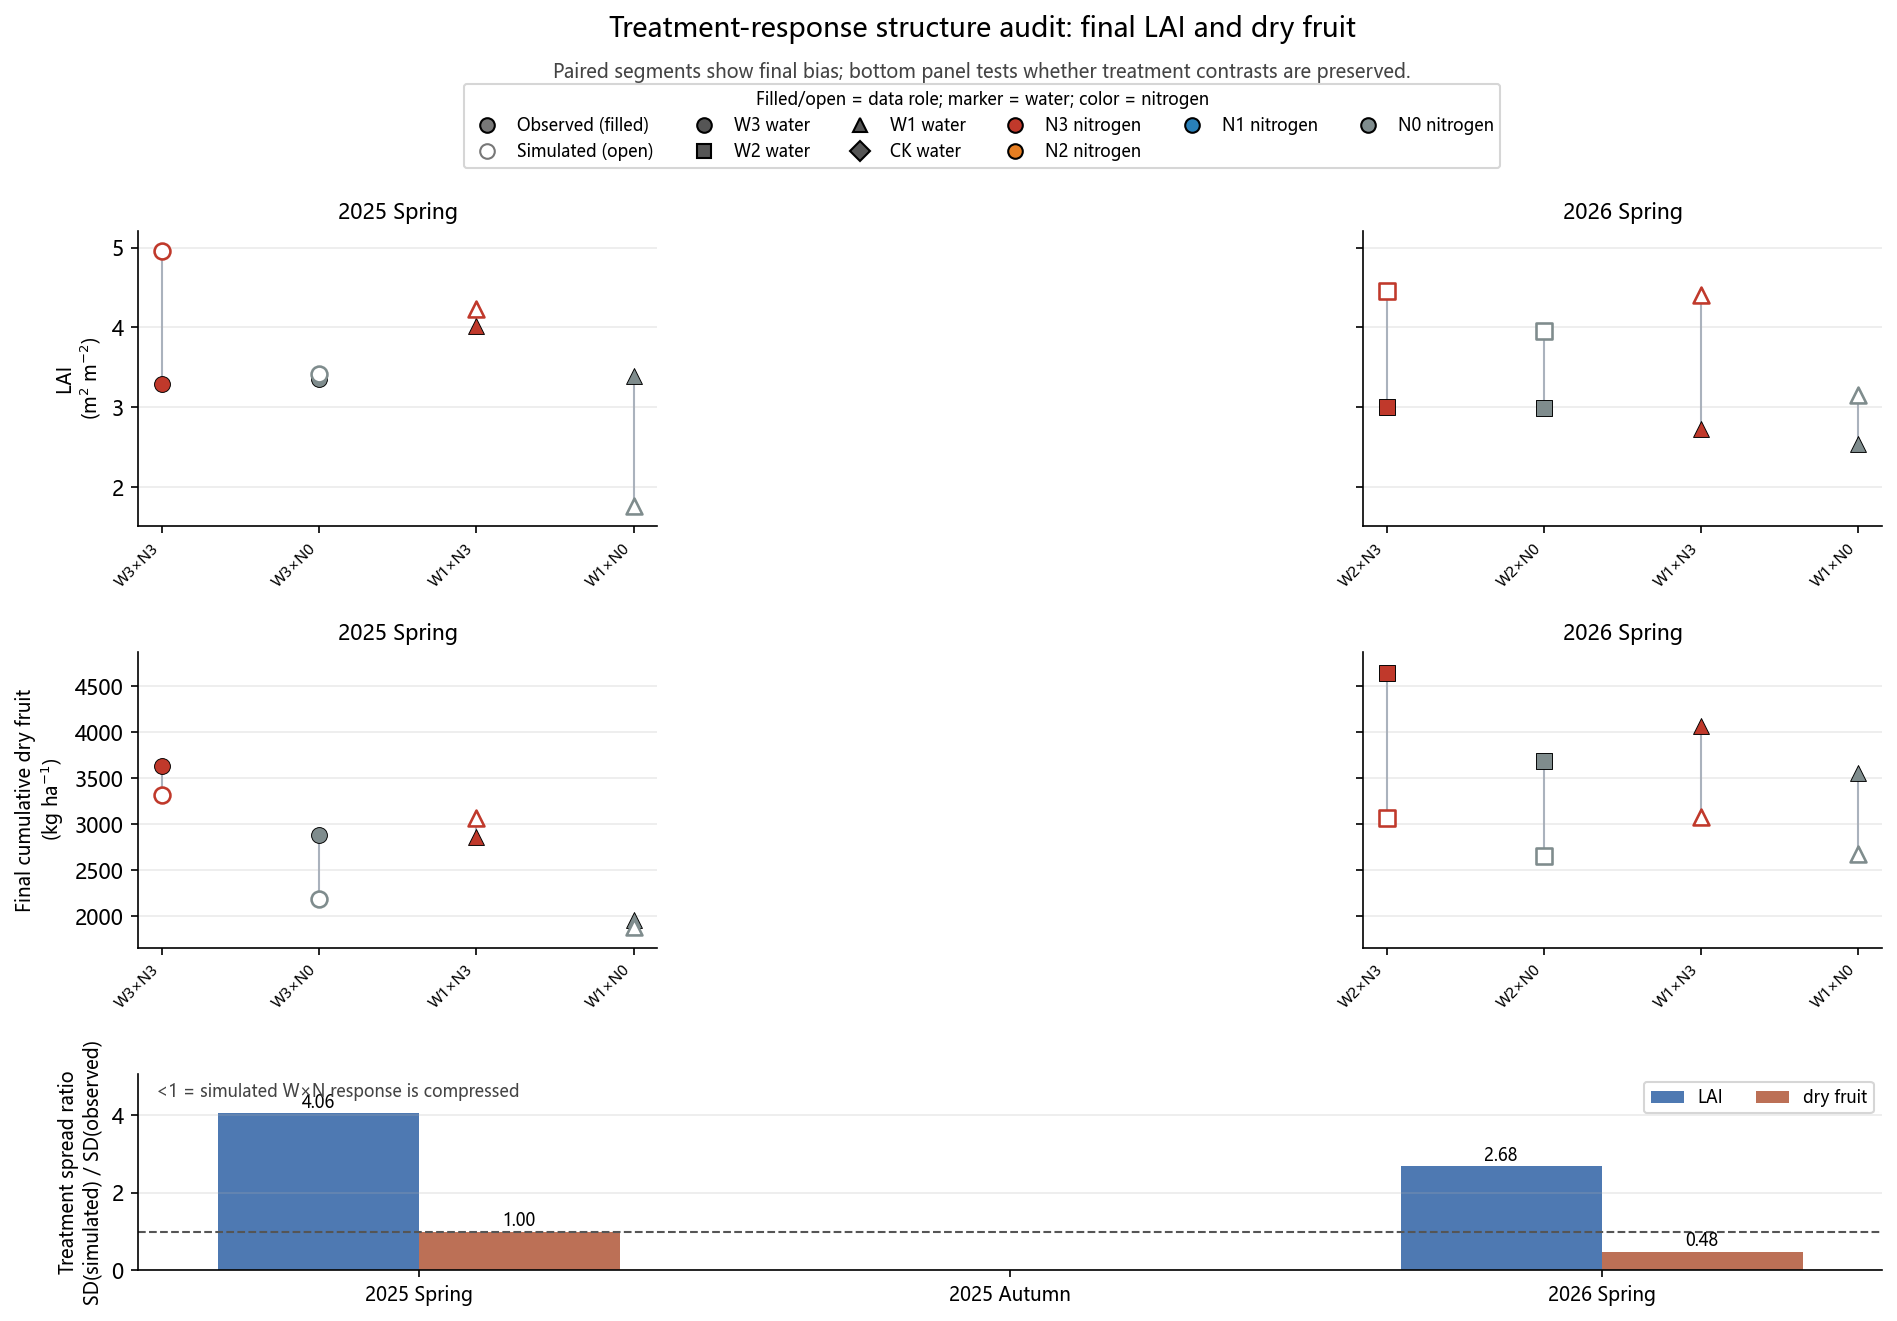 Treatment-response structure audit: final LAI and dry fruit
Paired segments show final bias; bottom panel tests whether treatment contrasts are preserved.
Filled/open = data role; marker = water; color = nitrogen
Observed (filled) W3 water W1 water N3 nitrogen N1 nitrogen N0 nitrogen
Simulated (open) W2 water CK water N2 nitrogen
2025 Spring
LAI
(m² m⁻²)
5
4
3
2
W3×N3 W3×N0 W1×N3 W1×N0
2026 Spring
W2×N3 W2×N0 W1×N3 W1×N0
2025 Spring
Final cumulative dry fruit
(kg ha⁻¹)
4500
4000
3500
3000
2500
2000
W3×N3 W3×N0 W1×N3 W1×N0
2026 Spring
W2×N3 W2×N0 W1×N3 W1×N0
Treatment spread ratio
SD(simulated) / SD(observed)
<1 = simulated W×N response is compressed
LAI dry fruit
4
2
0
4.06
1.00
2.68
0.48
2025 Spring 2025 Autumn 2026 Spring